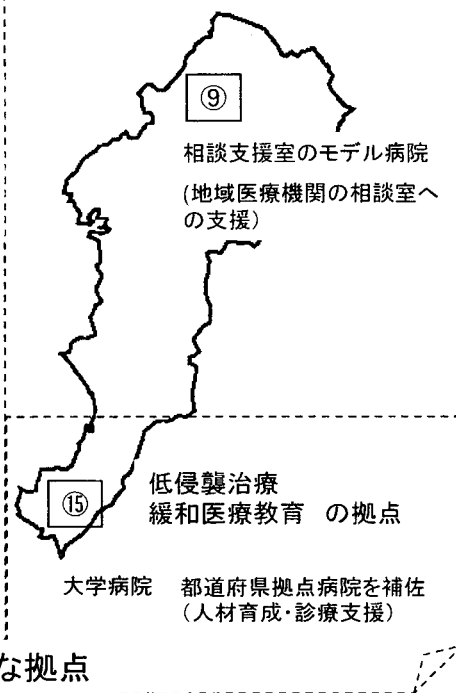 ⑨
相談支援室のモデル病院
(地域医療機関の相談室へ
の支援)
⑮
低侵襲治療
緩和医療教育 の拠点
大学病院 都道府県拠点病院を補佐
(人材育成・診療支援)
な拠点